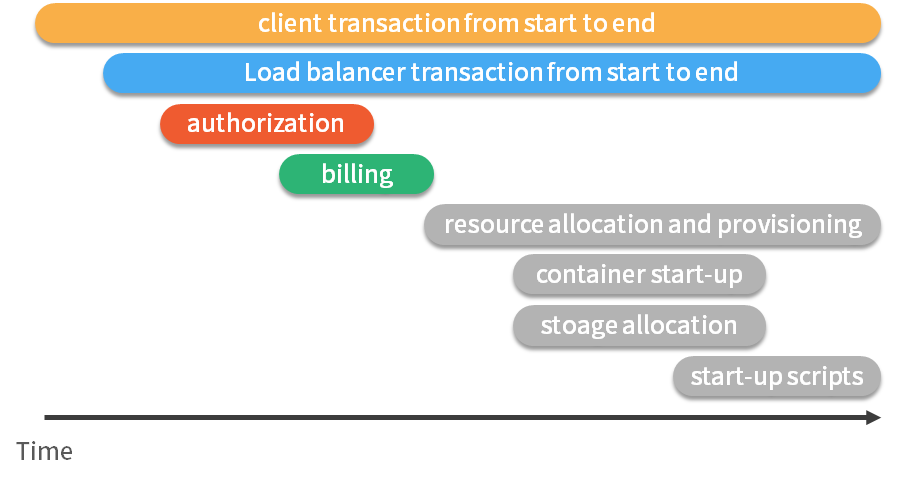 client transaction from start to end
Load balancer transaction from start to end
authorization
billing
resource allocation and provisioning
container start-up
stoage allocation
start-up scripts
Time